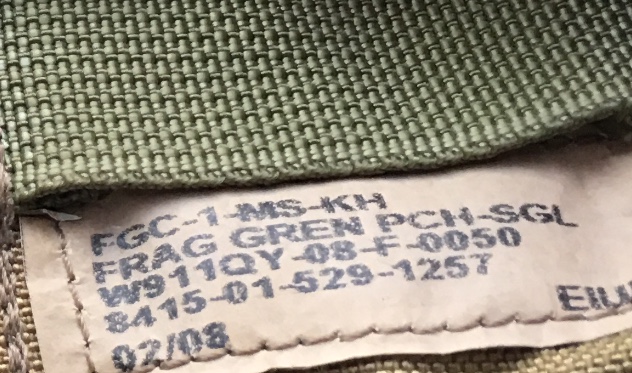 FGC-1-MS-KH
FRAG GREN PCH-SGL
W911QY-08-F-0050
8415-01-529-1257
02/08